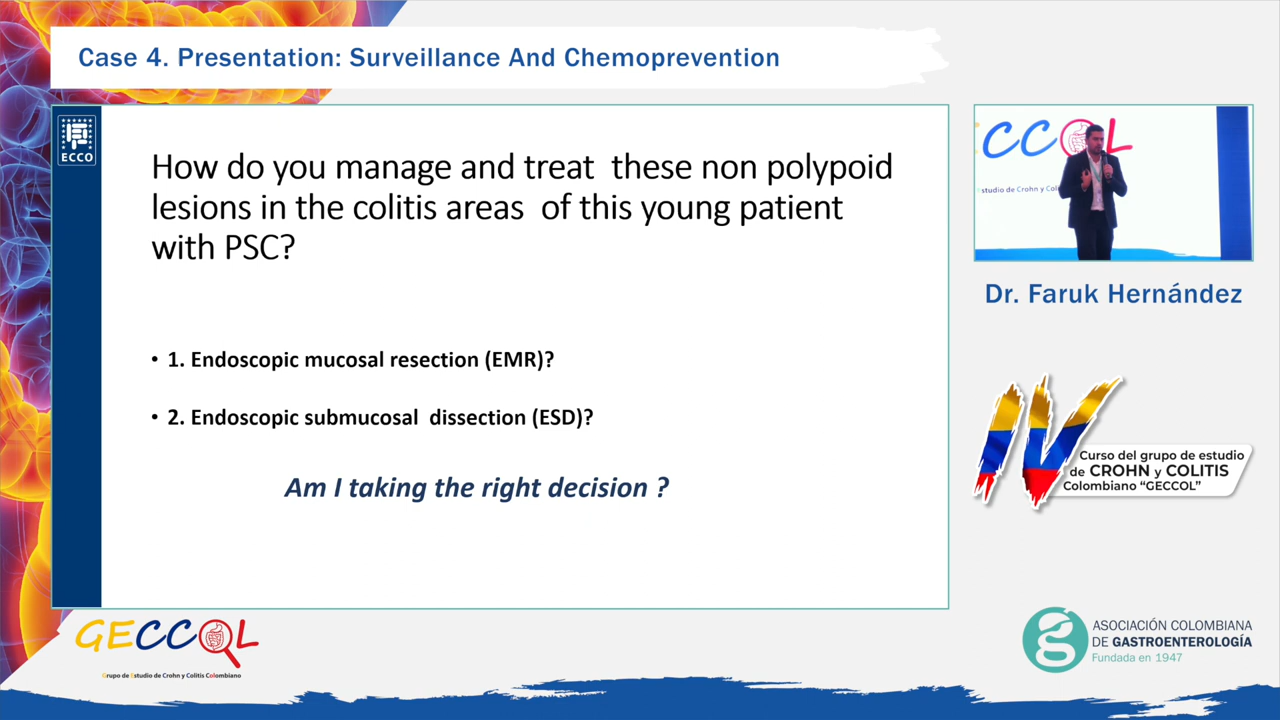 Case 4. Presentation: Surveillance And Chemoprevention
ECCO
How do you manage and treat these non polypoid
lesions in the colitis areas of this young patient
with PSC?
• 1. Endoscopic mucosal resection (EMR)?
• 2. Endoscopic submucosal dissection (ESD)?
Am I taking the right decision ?
CCOL
studio de Crohn y Col
Dr. Faruk Hernández
IV
Curso del grupo de estudio
de CROHN y COLITIS
Colombiano "GECCOL"
GECCOL
Grupo de Estudio de Crohn y Colitis Colombiano
ASOCIACIÓN COLOMBIANA
DE GASTROENTEROLOGÍA
Fundada en 1947